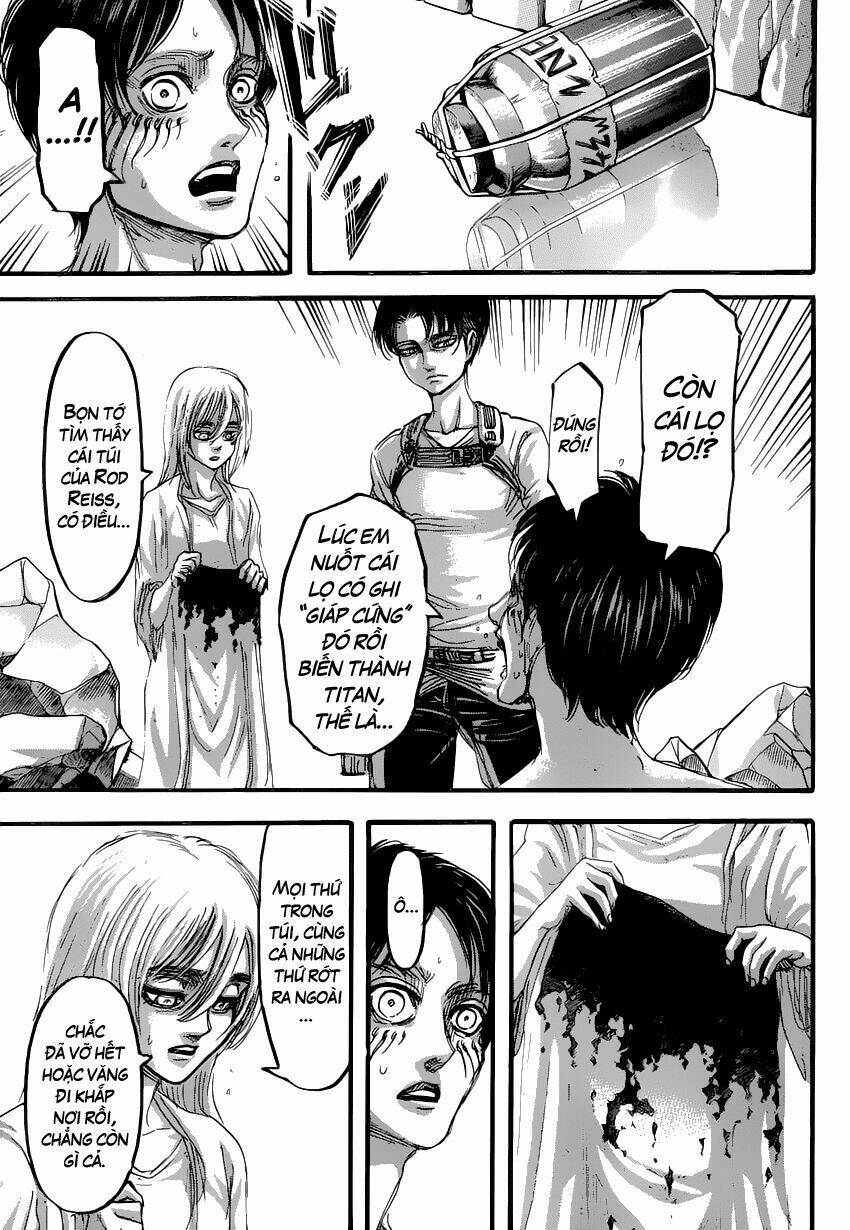 A
....!!
CÒN
CÁI LỌ
ĐÓ!?
ĐÚNG
RỒI!
LÚC EM
NUỐT CÁI
LỌ CÓ GHI
"GIÁP CỨNG"
ĐÓ RỒI
BIẾN THÀNH
TITAN,
THẾ LÀ...
BỌN TỚ
TÌM THẤY
CÁI TÚI
CỦA ROD
REISS,
CÓ ĐIỀU...
Ô...
MỌI THỨ
TRONG
TÚI, CÙNG
CẢ NHỮNG
THỨ RỚT
RA NGOÀI
...
CHẮC
ĐÃ VỠ HẾT
HOẶC VĂNG
ĐI KHẮP
NƠI RỒI,
CHẲNG CÒN
GÌ CẢ.